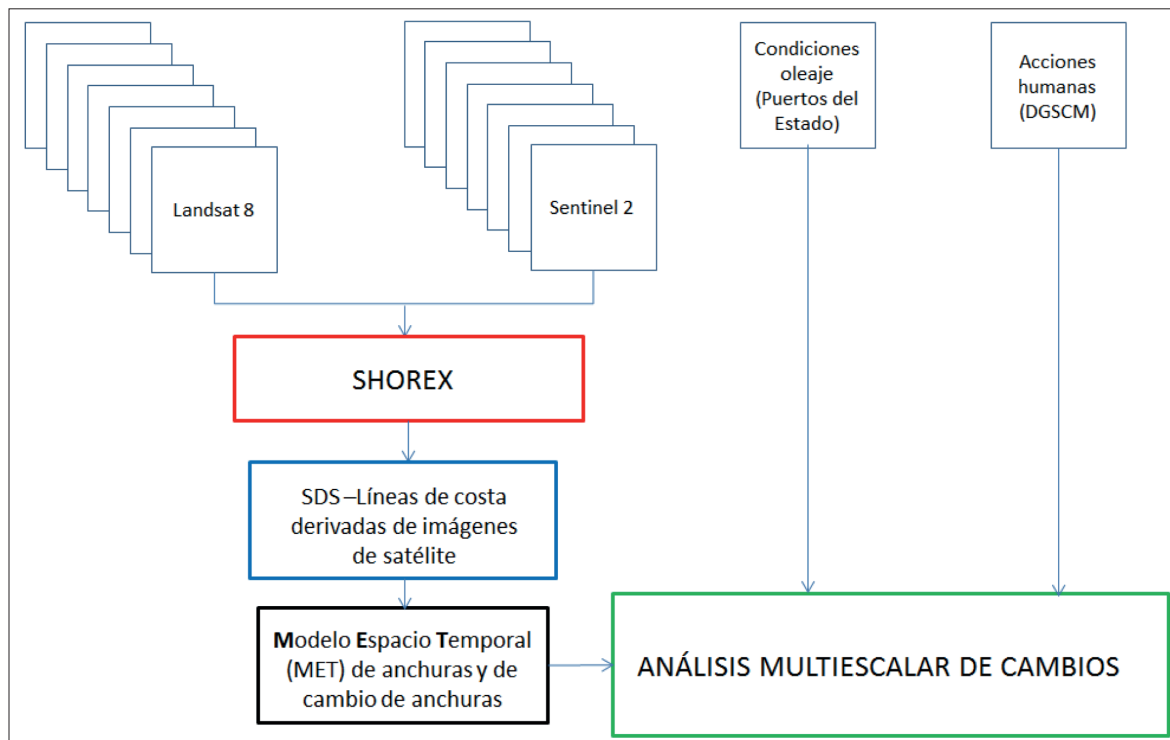 Landsat 8
Sentinel 2
Condiciones
oleaje
(Puertos del
Estado)
Acciones
humanas
(DGSCM)
SHOREX
SDS –Líneas de costa
derivadas de imágenes
de satélite
Modelo Espacio Temporal
(MET) de anchuras y de
cambio de anchuras
ANÁLISIS MULTIESCALAR DE CAMBIOS